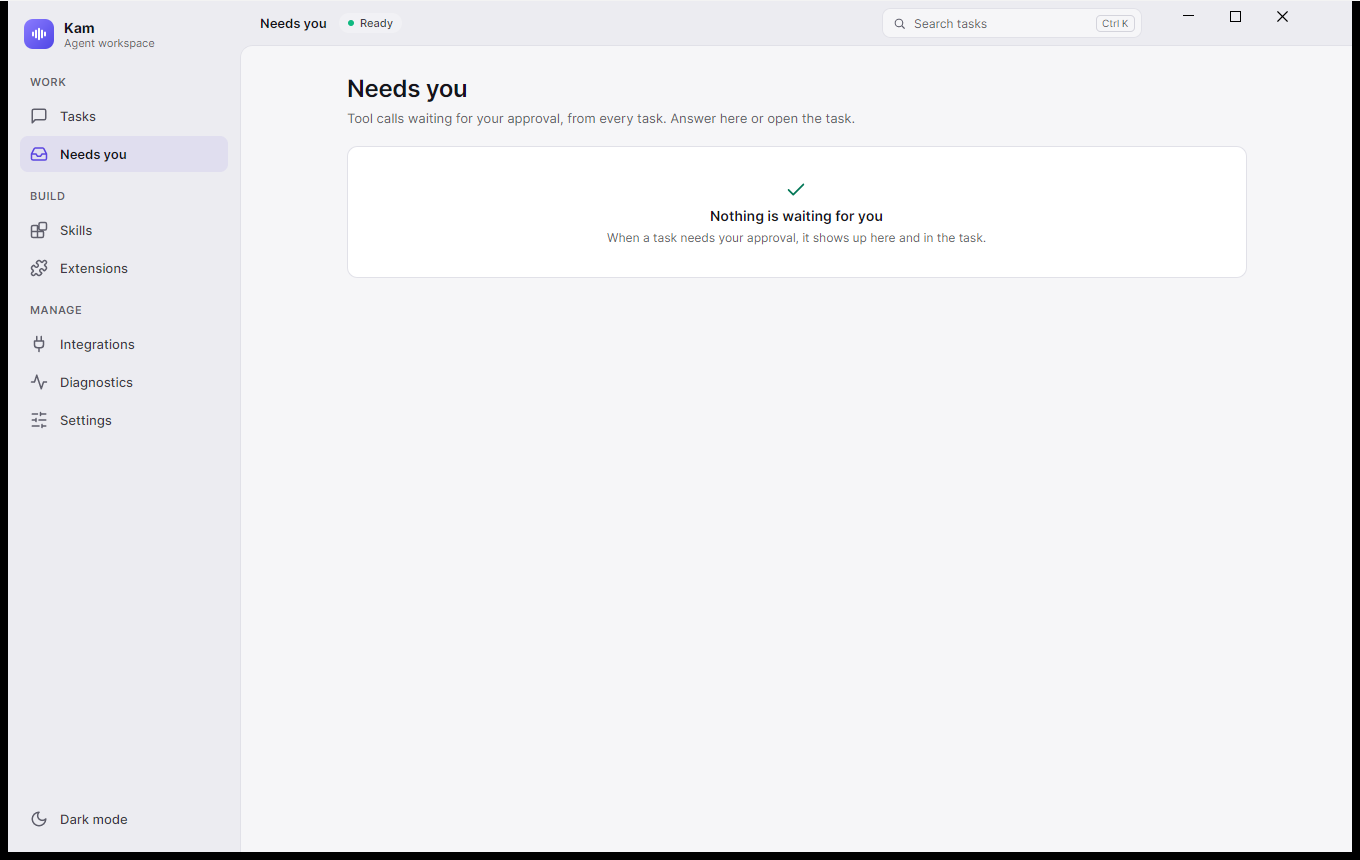 Kam
Agent workspace
WORK
Tasks
Needs you
BUILD
Skills
Extensions
MANAGE
Integrations
Diagnostics
Settings
Dark mode
Needs you
Ready
Search tasks
Ctrl K
Needs you
Tool calls waiting for your approval, from every task. Answer here or open the task.
Nothing is waiting for you
When a task needs your approval, it shows up here and in the task.